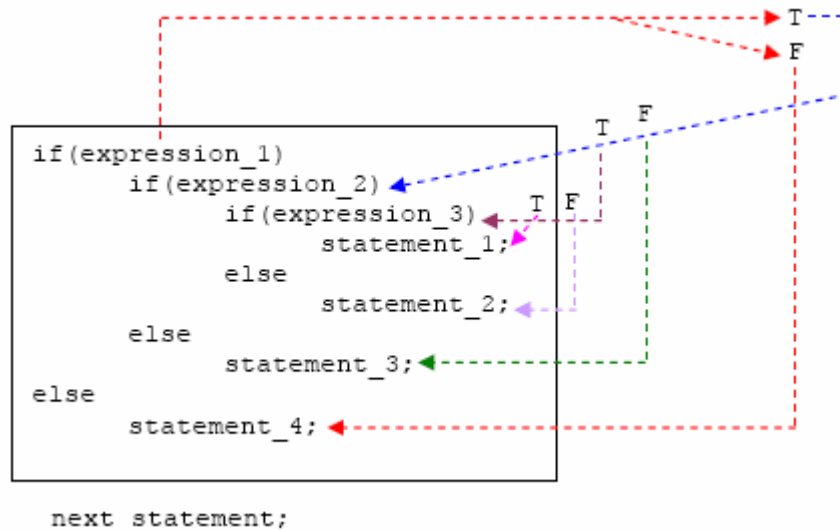 T
F
F
T
if(expression_1)
if(expression_2)
if(expression_3)
T F
statement_1;
else
statement_2;
else
statement_3;
else
statement_4;
next statement;